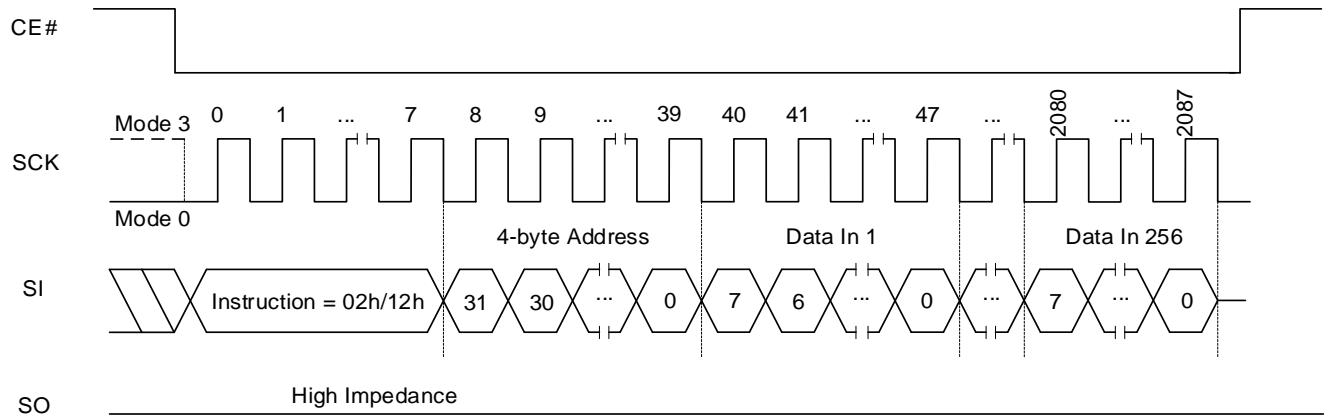 CE#
0 1 ... 7 8 9 ... 39 40 41 ... 47 ... 2080 ... 2087
Mode 3
SCK
Mode 0
4-byte Address Data In 1 Data In 256
SI
Instruction = 02h/12h 31 30 ... 0 7 6 ... 0 ... 7 ... 0
High Impedance
SO